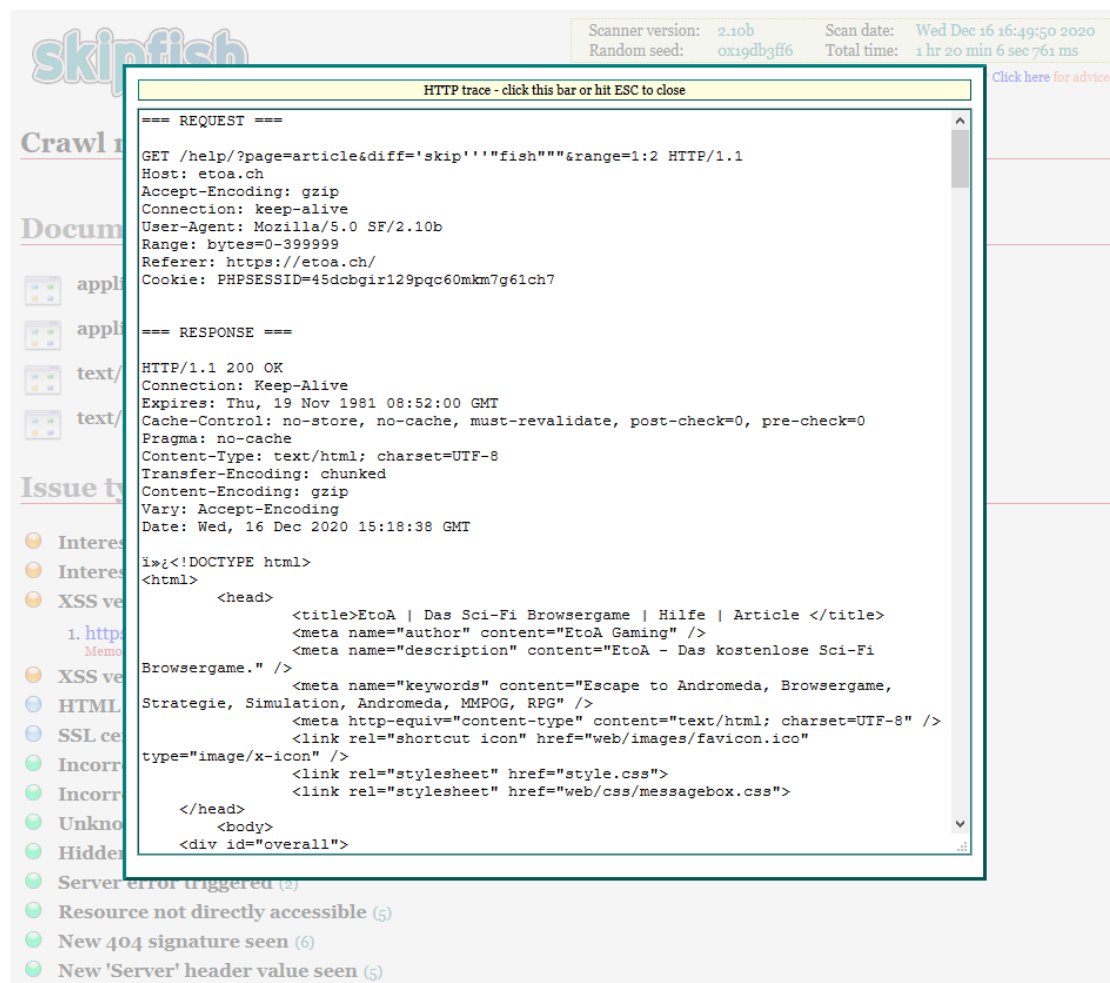 skipfish
Scanner version: 2.10b Scan date: Wed Dec 16 16:49:50 2020
Random seed: 0x19db3ff6 Total time: 1 hr 20 min 6 sec 761 ms
Click here for advice
HTTP trace - click this bar or hit ESC to close
=== REQUEST ===
Crawl
GET /help/?page=article&diff='skip'''"fish"""&range=1:2 HTTP/1.1
Host: etoa.ch
Accept-Encoding: gzip
Connection: keep-alive
User-Agent: Mozilla/5.0 SF/2.10b
Range: bytes=0-399999
Referer: https://etoa.ch/
Cookie: PHPSESSID=45dcbgir129pqc60mkm7g61ch7
=== RESPONSE ===
HTTP/1.1 200 OK
Connection: Keep-Alive
Expires: Thu, 19 Nov 1981 08:52:00 GMT
Cache-Control: no-store, no-cache, must-revalidate, post-check=0, pre-check=0
Pragma: no-cache
Content-Type: text/html; charset=UTF-8
Transfer-Encoding: chunked
Content-Encoding: gzip
Vary: Accept-Encoding
Date: Wed, 16 Dec 2020 15:18:38 GMT
ï»¿<!DOCTYPE html>
<html>
<head>
<title>EtoA | Das Sci-Fi Browsergame | Hilfe | Article </title>
<meta name="author" content="EtoA Gaming" />
<meta name="description" content="EtoA - Das kostenlose Sci-Fi
Browsergame." />
<meta name="keywords" content="Escape to Andromeda, Browsergame,
Strategie, Simulation, Andromeda, MMPOG, RPG" />
<meta http-equiv="content-type" content="text/html; charset=UTF-8" />
<link rel="shortcut icon" href="web/images/favicon.ico"
type="image/x-icon" />
<link rel="stylesheet" href="style.css">
<link rel="stylesheet" href="web/css/messagebox.css">
</head>
<body>
<div id="overall">
Docum
appli
appli
text/
text/
Issue ty
Interes
Interes
XSS ve
1. https
Memo
XSS ve
HTML
SSL cer
Incorre
Incorre
Unkno
Hidden
Server error triggered (2)
Resource not directly accessible (5)
New 404 signature seen (6)
New 'Server' header value seen (5)